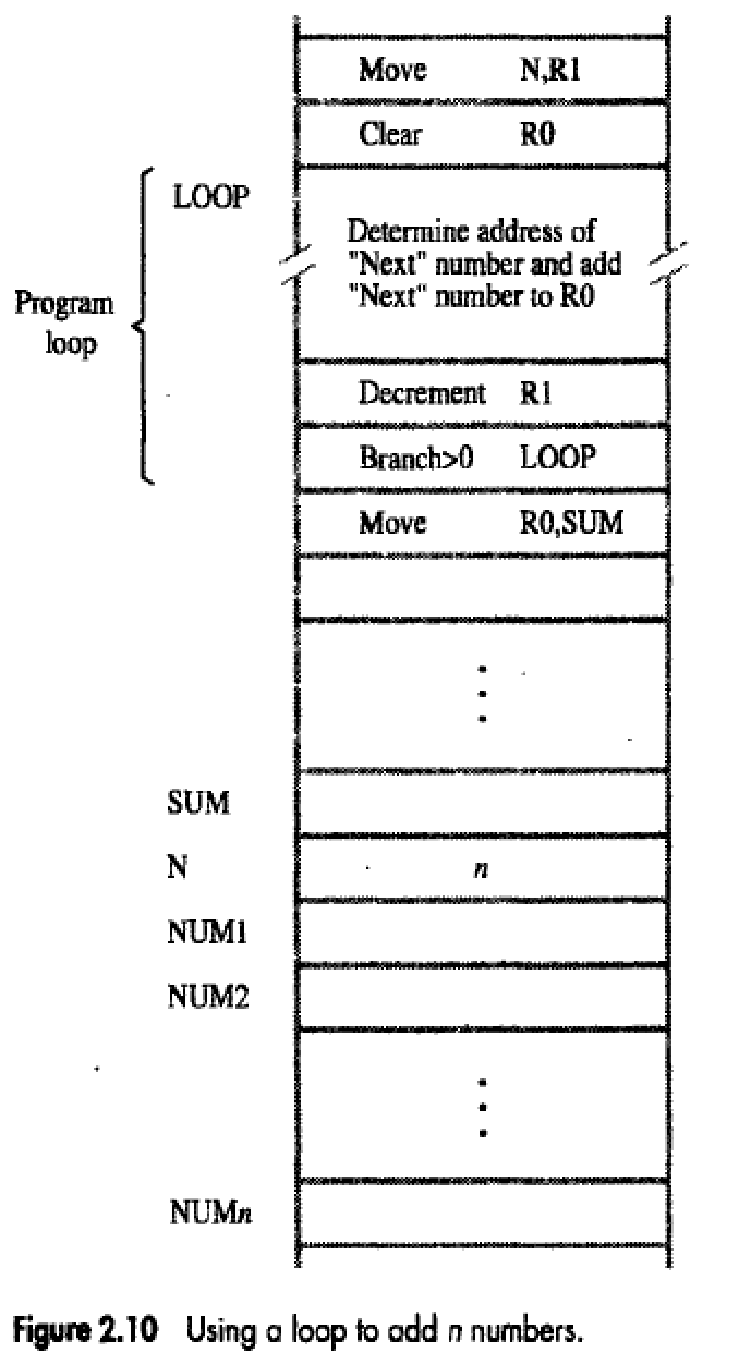 Move N,R1
Clear R0
LOOP
Determine address of
"Next" number and add
"Next" number to R0
Program
loop
Decrement R1
Branch>0 LOOP
Move R0,SUM
SUM
N n
NUM1
NUM2
NUMn
Figure 2.10 Using a loop to add n numbers.